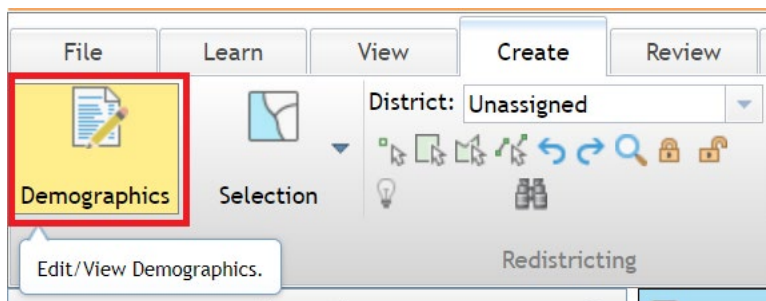 File Learn View Create Review
District: Unassigned
Demographics Selection
Edit/View Demographics.
Redistricting